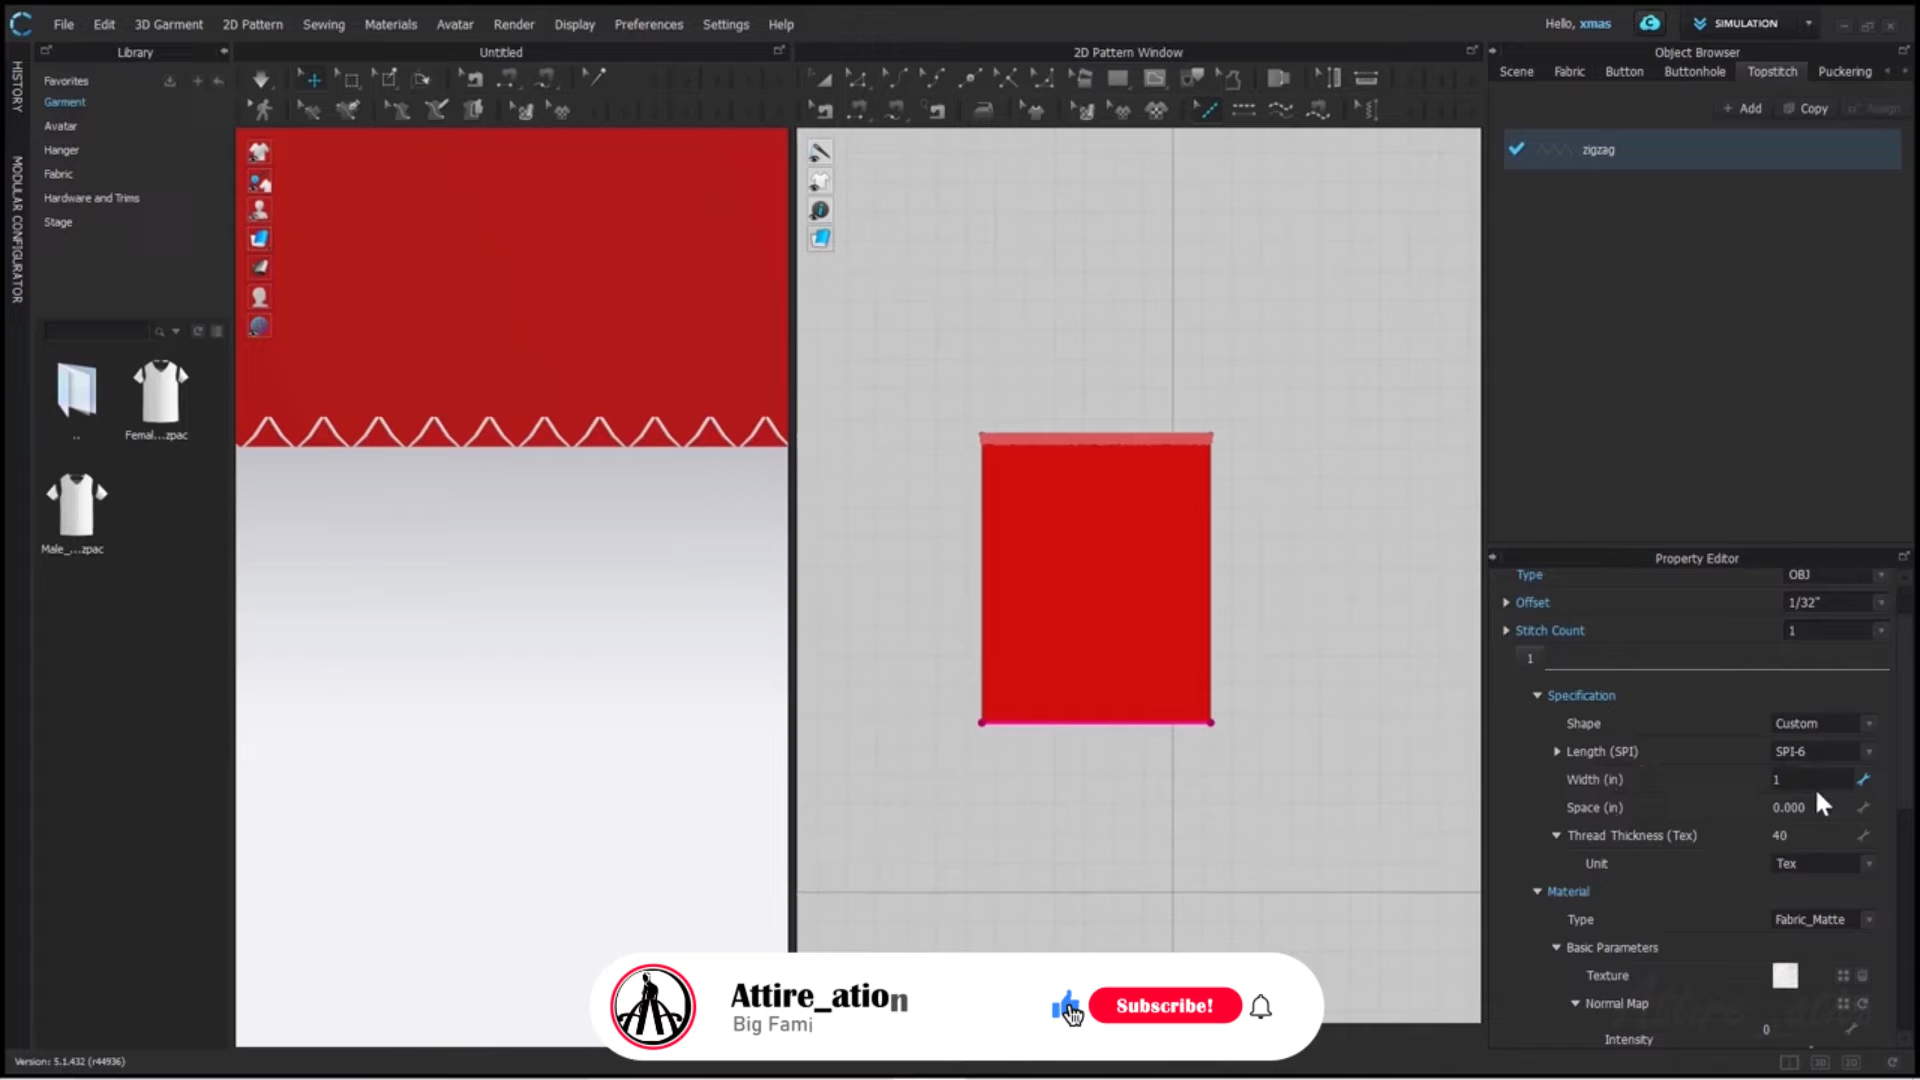 File Edit 3D Garment 2D Pattern Sewing Materials Avatar Render Display Preferences Settings Help
Hello, xmas
SIMULATION
Library
Untitled
2D Pattern Window
Object Browser
HISTORY
MODULAR CONFIGURATOR
Favorites
Garment
Avatar
Hanger
Fabric
Hardware and Trims
Stage
..
Femal...zpac
Male_...zpac
Scene Fabric Button Buttonhole Topstitch Puckering
+ Add Copy Assign
zigzag
Property Editor
Type OBJ
Offset 1/32"
Stitch Count 1
1
Specification
Shape Custom
Length (SPI) SPI-6
Width (in) 1
Space (in) 0.000
Thread Thickness (Tex) 40
Unit Tex
Material
Type Fabric_Matte
Basic Parameters
Texture
Normal Map
Intensity 0
Attire_ation
Big Fami
Subscribe!
Version: 5.1.432 (r44936)